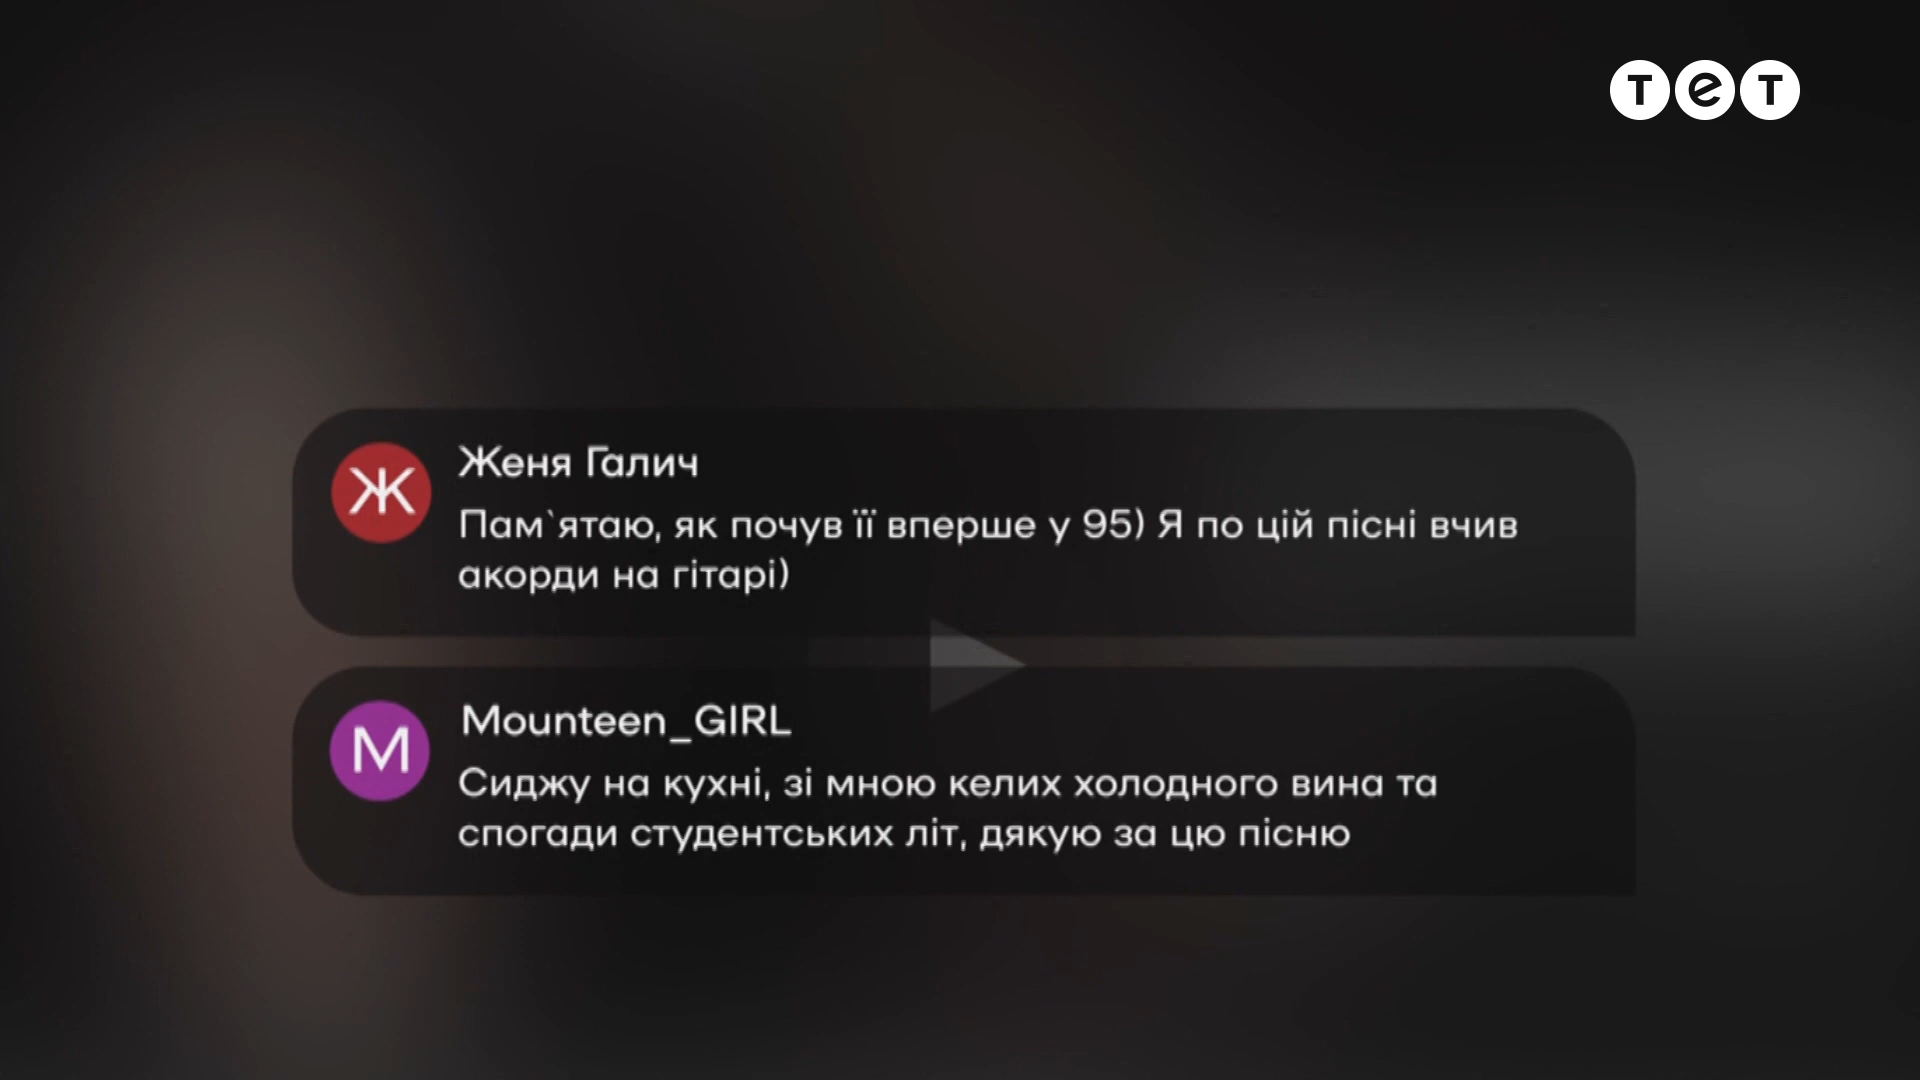 тет
Ж
Женя Галич
Пам`ятаю, як почув її вперше у 95) Я по цій пісні вчив
акорди на гітарі)
M
Mounteen_GIRL
Сиджу на кухні, зі мною келих холодного вина та
спогади студентських літ, дякую за цю пісню